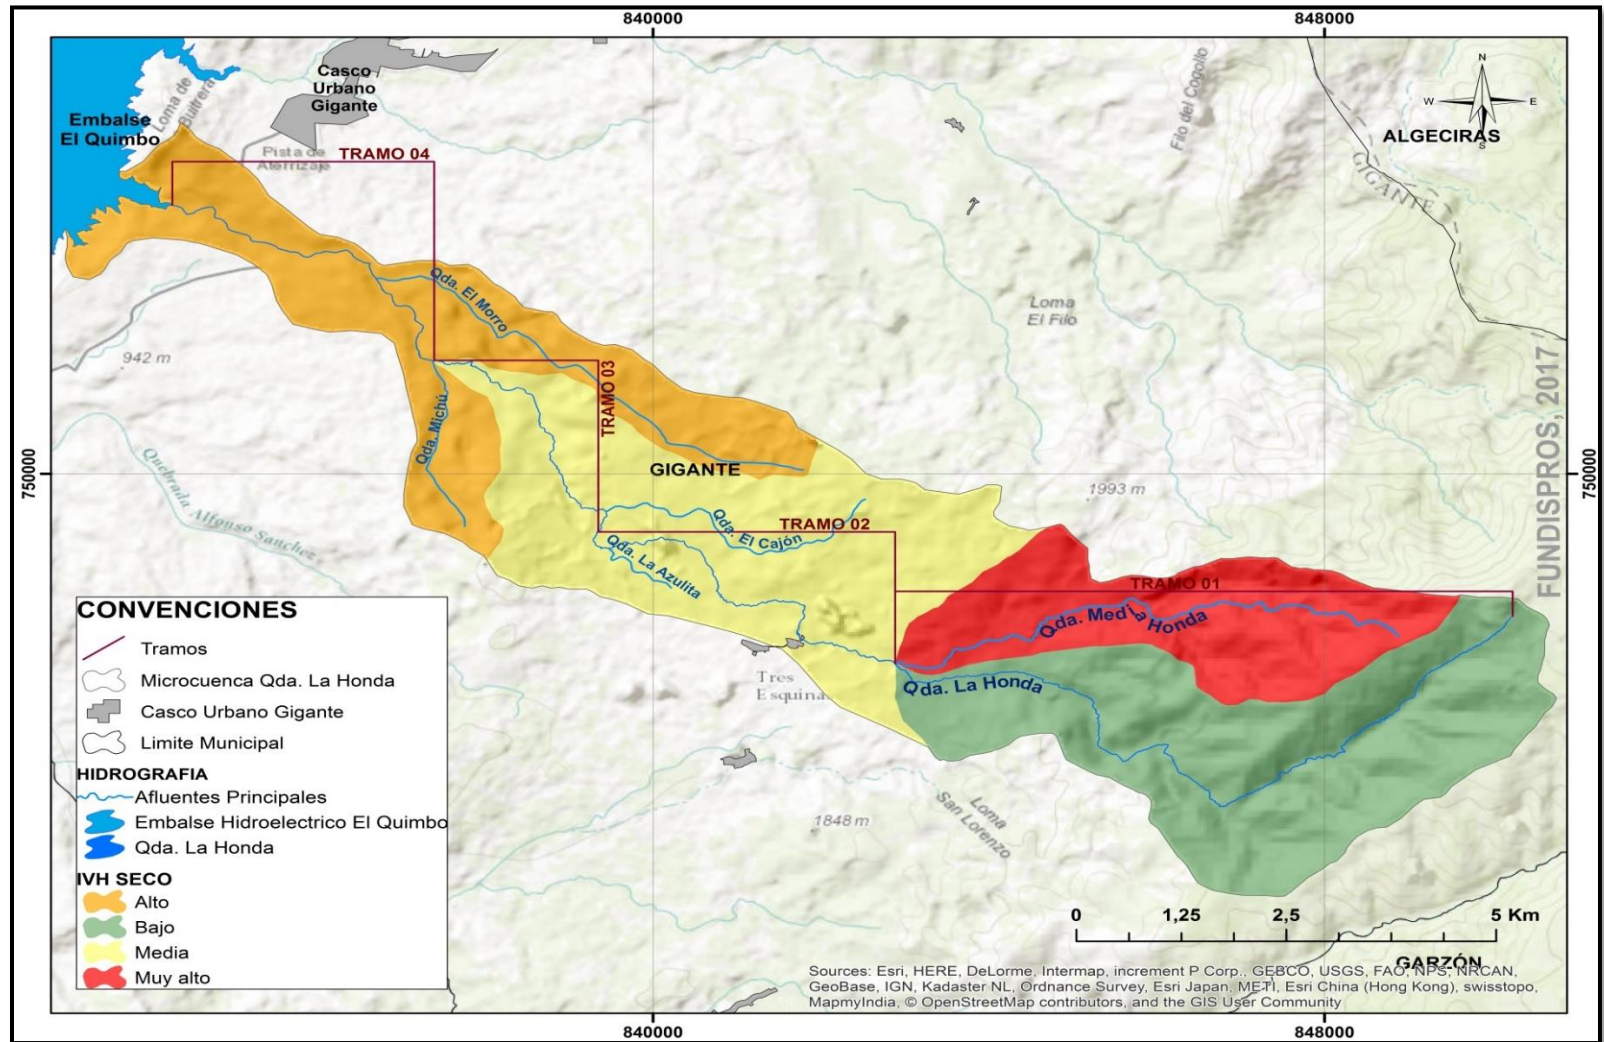 840000
848000
Casco
Urbano
Gigante
Loma de
Buitrera
Embalse
El Quimbo
Pista de
Aterrizaje
TRAMO 04
Filo del Cogollo
N
W
E
S
ALGECIRAS
GIGANTE
Qda. El Morro
Loma
El Filo
942 m
TRAMO 03
Qda. Michú
FUNDISPROS, 2017
750000
750000
GIGANTE
1993 m
Quebrada Alfonso Sanchez
TRAMO 02
Qda. El Cajón
Qda. La Azulita
TRAMO 01
Qda. Media Honda
Qda. La Honda
Tres
Esquina
1848 m
Loma
San Lorenzo
CONVENCIONES
Tramos
Microcuenca Qda. La Honda
Casco Urbano Gigante
Limite Municipal
HIDROGRAFIA
Afluentes Principales
Embalse Hidroelectrico El Quimbo
Qda. La Honda
IVH SECO
Alto
Bajo
Media
Muy alto
0 1,25 2,5 5 Km
GARZÓN
Sources: Esri, HERE, DeLorme, Intermap, increment P Corp., GEBCO, USGS, FAO, NPS, NRCAN,
GeoBase, IGN, Kadaster NL, Ordnance Survey, Esri Japan, METI, Esri China (Hong Kong), swisstopo,
MapmyIndia, © OpenStreetMap contributors, and the GIS User Community
840000
848000